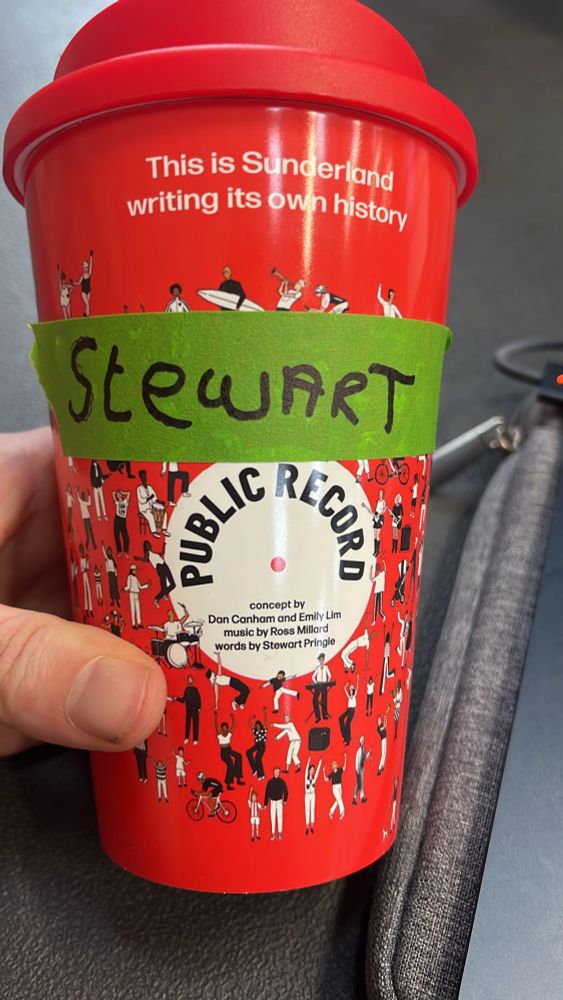 This is Sunderland
writing its own history
StewART
PUBLIC RECORD
concept by
Dan Canham and Emily Lim
music by Ross Millard
words by Stewart Pringle